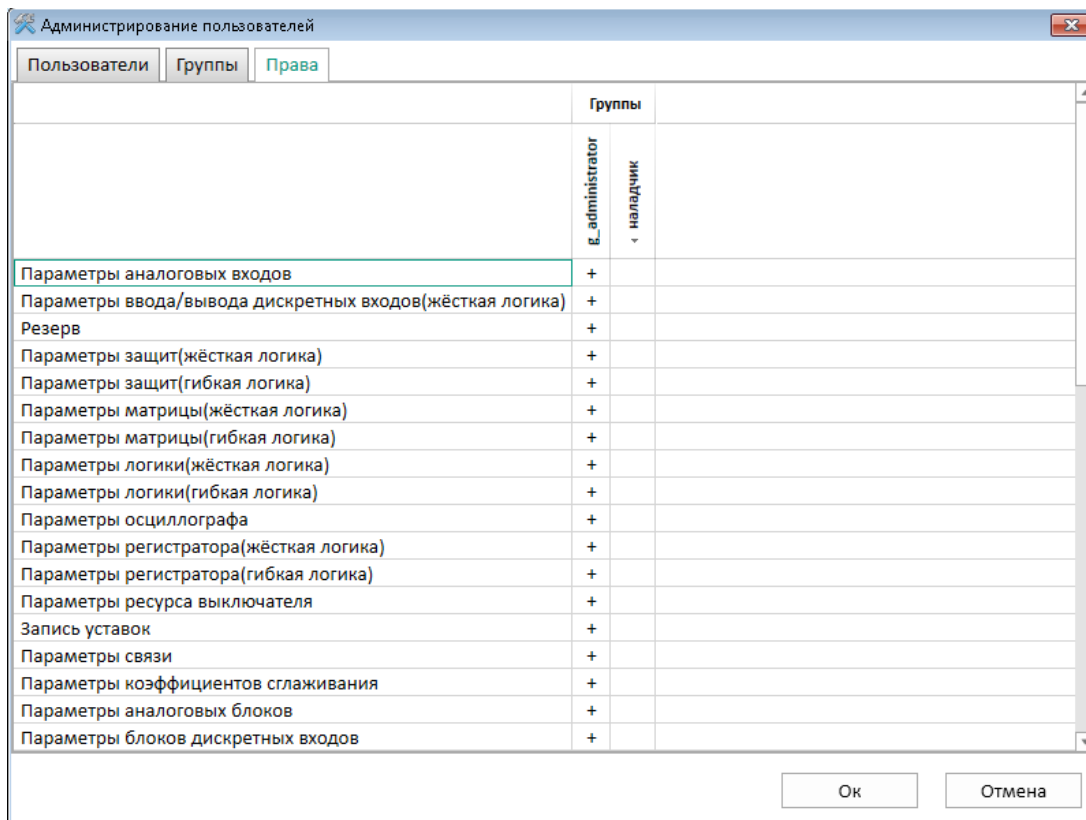 Администрирование пользователей
Пользователи Группы Права
Группы
g_administrator наладчик
Параметры аналоговых входов +
Параметры ввода/вывода дискретных входов(жёсткая логика) +
Резерв +
Параметры защит(жёсткая логика) +
Параметры защит(гибкая логика) +
Параметры матрицы(жёсткая логика) +
Параметры матрицы(гибкая логика) +
Параметры логики(жёсткая логика) +
Параметры логики(гибкая логика) +
Параметры осциллографа +
Параметры регистратора(жёсткая логика) +
Параметры регистратора(гибкая логика) +
Параметры ресурса выключателя +
Запись уставок +
Параметры связи +
Параметры коэффициентов сглаживания +
Параметры аналоговых блоков +
Параметры блоков дискретных входов +
Ок Отмена